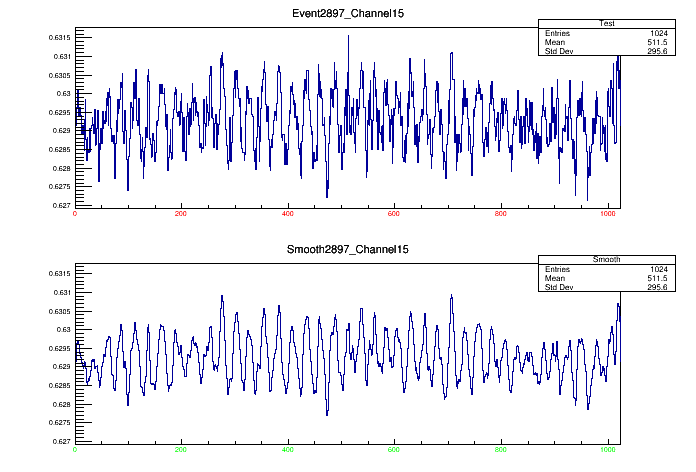 Event2897_Channel15
Test
Entries 1024
Mean 511.5
Std Dev 295.6
0.6315
0.631
0.6305
0.63
0.6295
0.629
0.6285
0.628
0.6275
0.627
0 200 400 600 800 1000
Smooth2897_Channel15
Smooth
Entries 1024
Mean 511.5
Std Dev 295.6
0.6315
0.631
0.6305
0.63
0.6295
0.629
0.6285
0.628
0.6275
0.627
0 200 400 600 800 1000